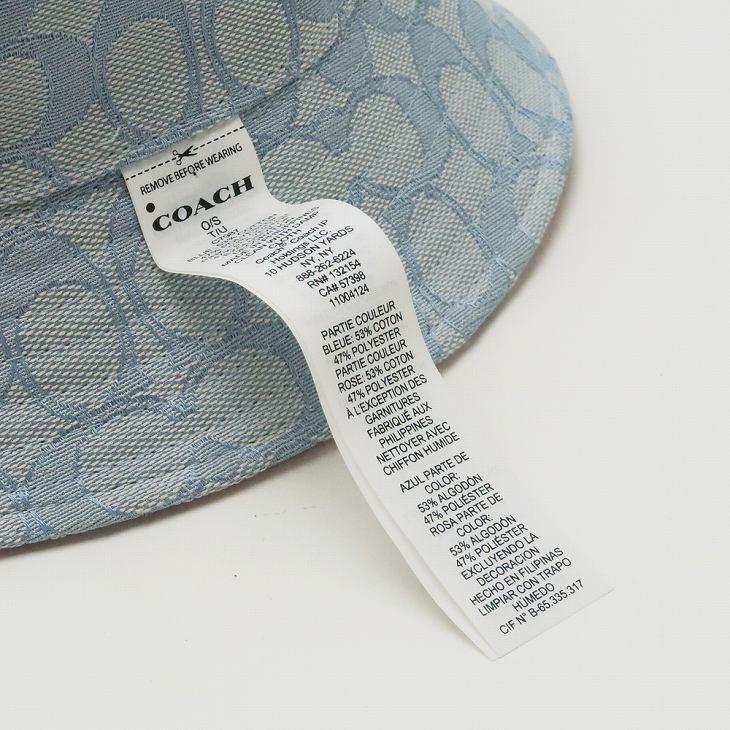 REMOVE BEFORE WEARING
COACH
O/S
T/U
Coach® Coach IP
10 Holdings LLC.
10 HUDSON YARDS
NY, NY
888-262-6224
RN# 132154
CA# 57398
11004124
PARTIE COULEUR
BLEUE: 53% COTON
47% POLYESTER
PARTIE COULEUR
ROSE: 53% COTON
47% POLYESTER
À L'EXCEPTION DES
GARNITURES
FABRIQUÉ AUX
PHILIPPINES
NETTOYER AVEC
CHIFFON HUMIDE
AZUL PARTE DE
COLOR:
53% ALGODÓN
47% POLIÉSTER
ROSA PARTE DE
COLOR:
53% ALGODÓN
47% POLIÉSTER
EXCLUYENDO LA
DECORACION
HECHO EN FILIPINAS
LIMPIAR CON TRAPO
HÚMEDO
CIF N° B-65.335.317